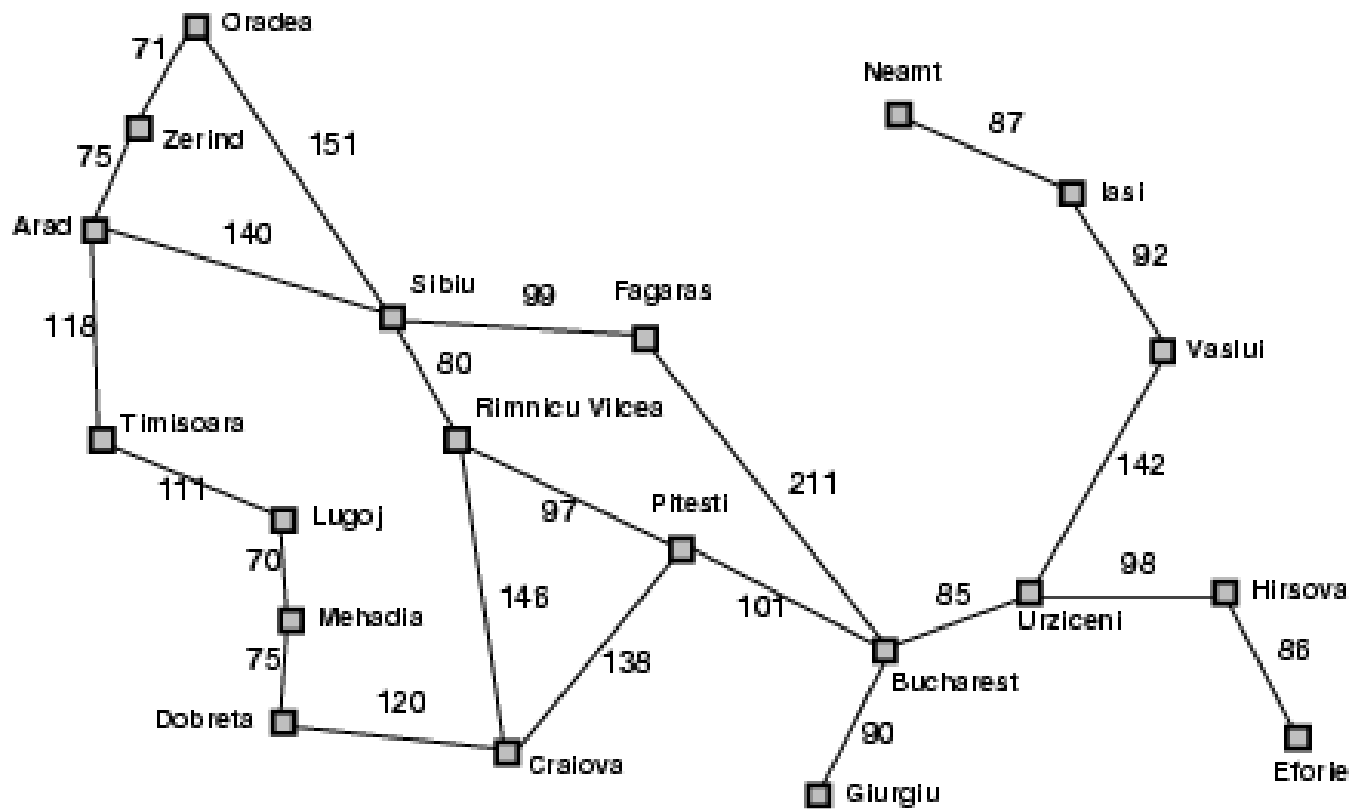 Oradea
71
Neamt
87
Zerind
151
75
Iasi
Arad
140
92
Sibiu
99
Fagaras
118
80
Vaslui
Timisoara
Rimnicu Vilcea
142
111
211
Lugoj
97
Pitesti
70
98
146
101
85
Hirsova
Mehadia
Urziceni
75
138
86
Bucharest
Dobreta
120
90
Craiova
Eforie
Giurgiu